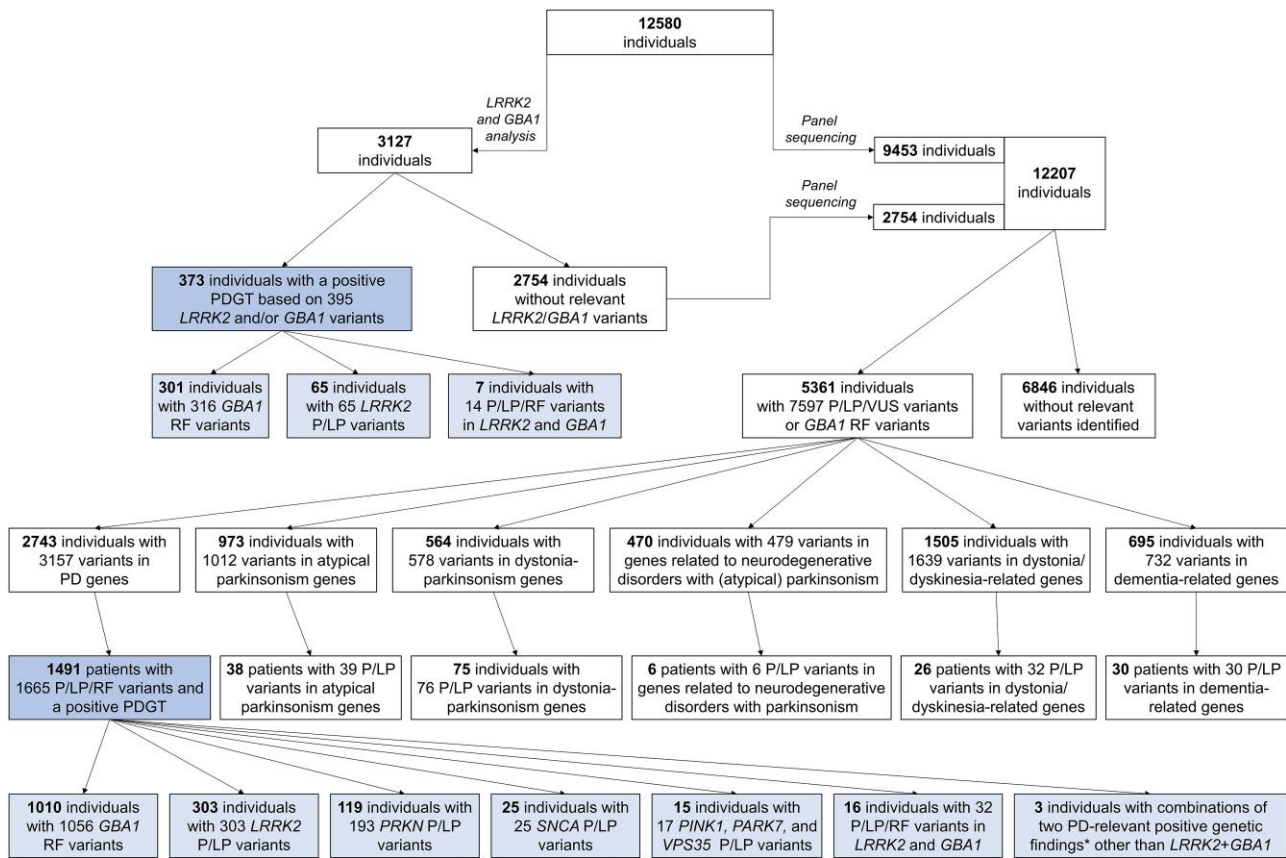 12580
individuals
LRRK2
and GBA1
analysis
Panel
sequencing
3127
individuals
9453 individuals
12207
individuals
Panel
sequencing
2754 individuals
373 individuals with a positive
PDGT based on 395
LRRK2 and/or GBA1 variants
2754 individuals
without relevant
LRRK2/GBA1 variants
301 individuals
with 316 GBA1
RF variants
65 individuals
with 65 LRRK2
P/LP variants
7 individuals with
14 P/LP/RF variants
in LRRK2 and GBA1
5361 individuals
with 7597 P/LP/VUS variants
or GBA1 RF variants
6846 individuals
without relevant
variants identified
2743 individuals with
3157 variants in
PD genes
973 individuals with
1012 variants in atypical
parkinsonism genes
564 individuals with
578 variants in dystonia-
parkinsonism genes
470 individuals with 479 variants in
genes related to neurodegenerative
disorders with (atypical) parkinsonism
1505 individuals with
1639 variants in dystonia/
dyskinesia-related genes
695 individuals with
732 variants in
dementia-related genes
1491 patients with
1665 P/LP/RF variants and
a positive PDGT
38 patients with 39 P/LP
variants in atypical
parkinsonism genes
75 individuals with
76 P/LP variants in dystonia-
parkinsonism genes
6 patients with 6 P/LP variants in
genes related to neurodegenerative
disorders with parkinsonism
26 patients with 32 P/LP
variants in dystonia/
dyskinesia-related genes
30 patients with 30 P/LP
variants in dementia-
related genes
1010 individuals
with 1056 GBA1
RF variants
303 individuals
with 303 LRRK2
P/LP variants
119 individuals with
193 PRKN P/LP
variants
25 individuals with
25 SNCA P/LP
variants
15 individuals with
17 PINK1, PARK7, and
VPS35 P/LP variants
16 individuals with 32
P/LP/RF variants in
LRRK2 and GBA1
3 individuals with combinations of
two PD-relevant positive genetic
findings* other than LRRK2+GBA1